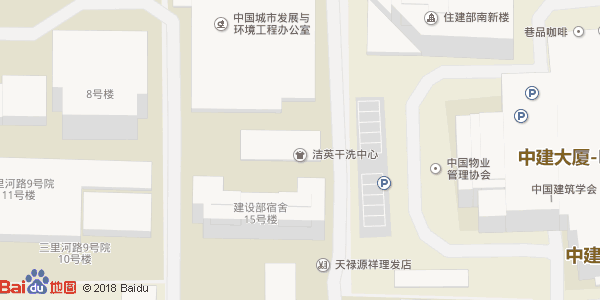 中国城市发展与
环境工程办公室
住建部南新楼
巷品咖啡
8号楼
P
P
洁英干洗中心
中国物业
管理协会
中建大厦-
里河路9号院
11号楼
P
中国建筑学会
建设部宿舍
15号楼
三里河路9号院
10号楼
中建
天禄源祥理发店
Bai du 地图
© 2018 Baidu